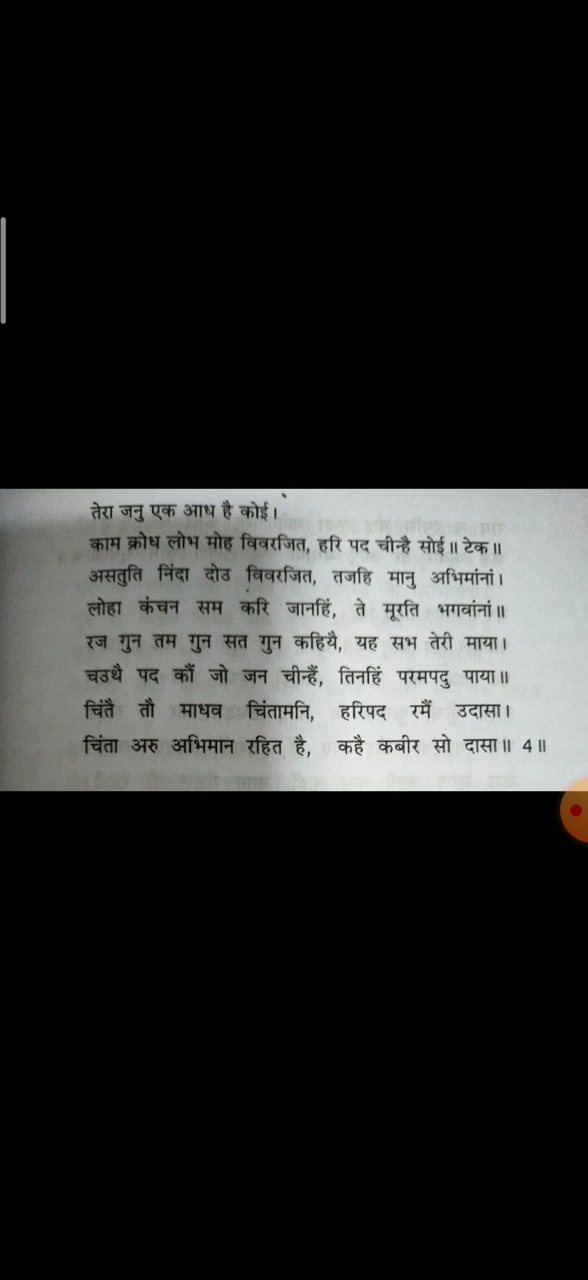 तेरा जनु एक आध है कोई।
काम क्रोध लोभ मोह विवरजित, हरि पद चीन्है सोई॥ टेक॥
असतुति निंदा दोउ विवरजित, तजहि मानु अभिमांनां।
लोहा कंचन सम करि जानहिं, ते मूरति भगवांनां॥
रज गुन तम गुन सत गुन कहियै, यह सभ तेरी माया।
चउथै पद कौं जो जन चीन्हैं, तिनहिं परमपदु पाया॥
चिंतै तौ माधव चिंतामनि, हरिपद रमैं उदासा।
चिंता अरु अभिमान रहित है, कहै कबीर सो दासा॥ 4॥